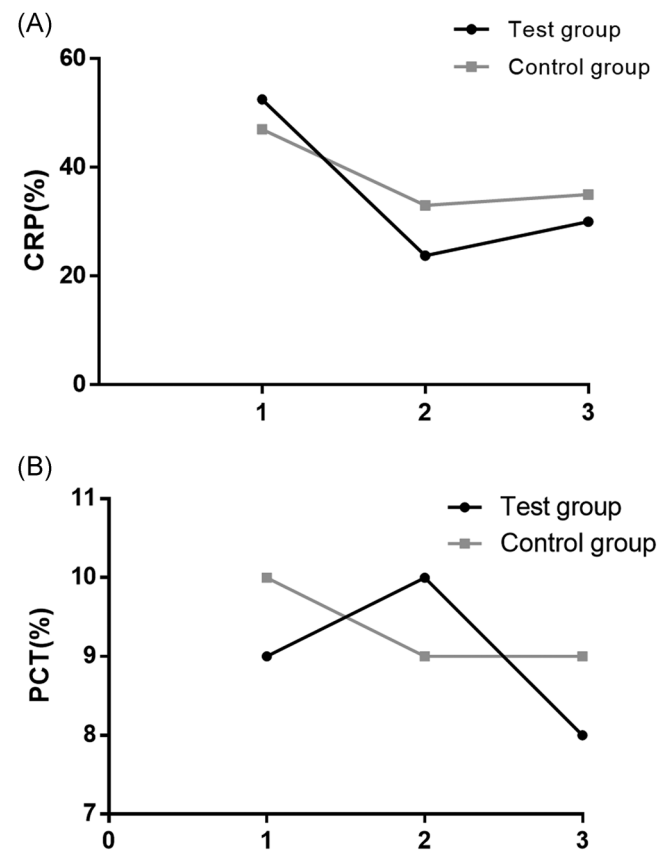 (A)
Test group
Control group
60
40
20
0
CRP(%)
1 2 3
(B)
Test group
Control group
11
10
9
8
7
PCT(%)
0 1 2 3